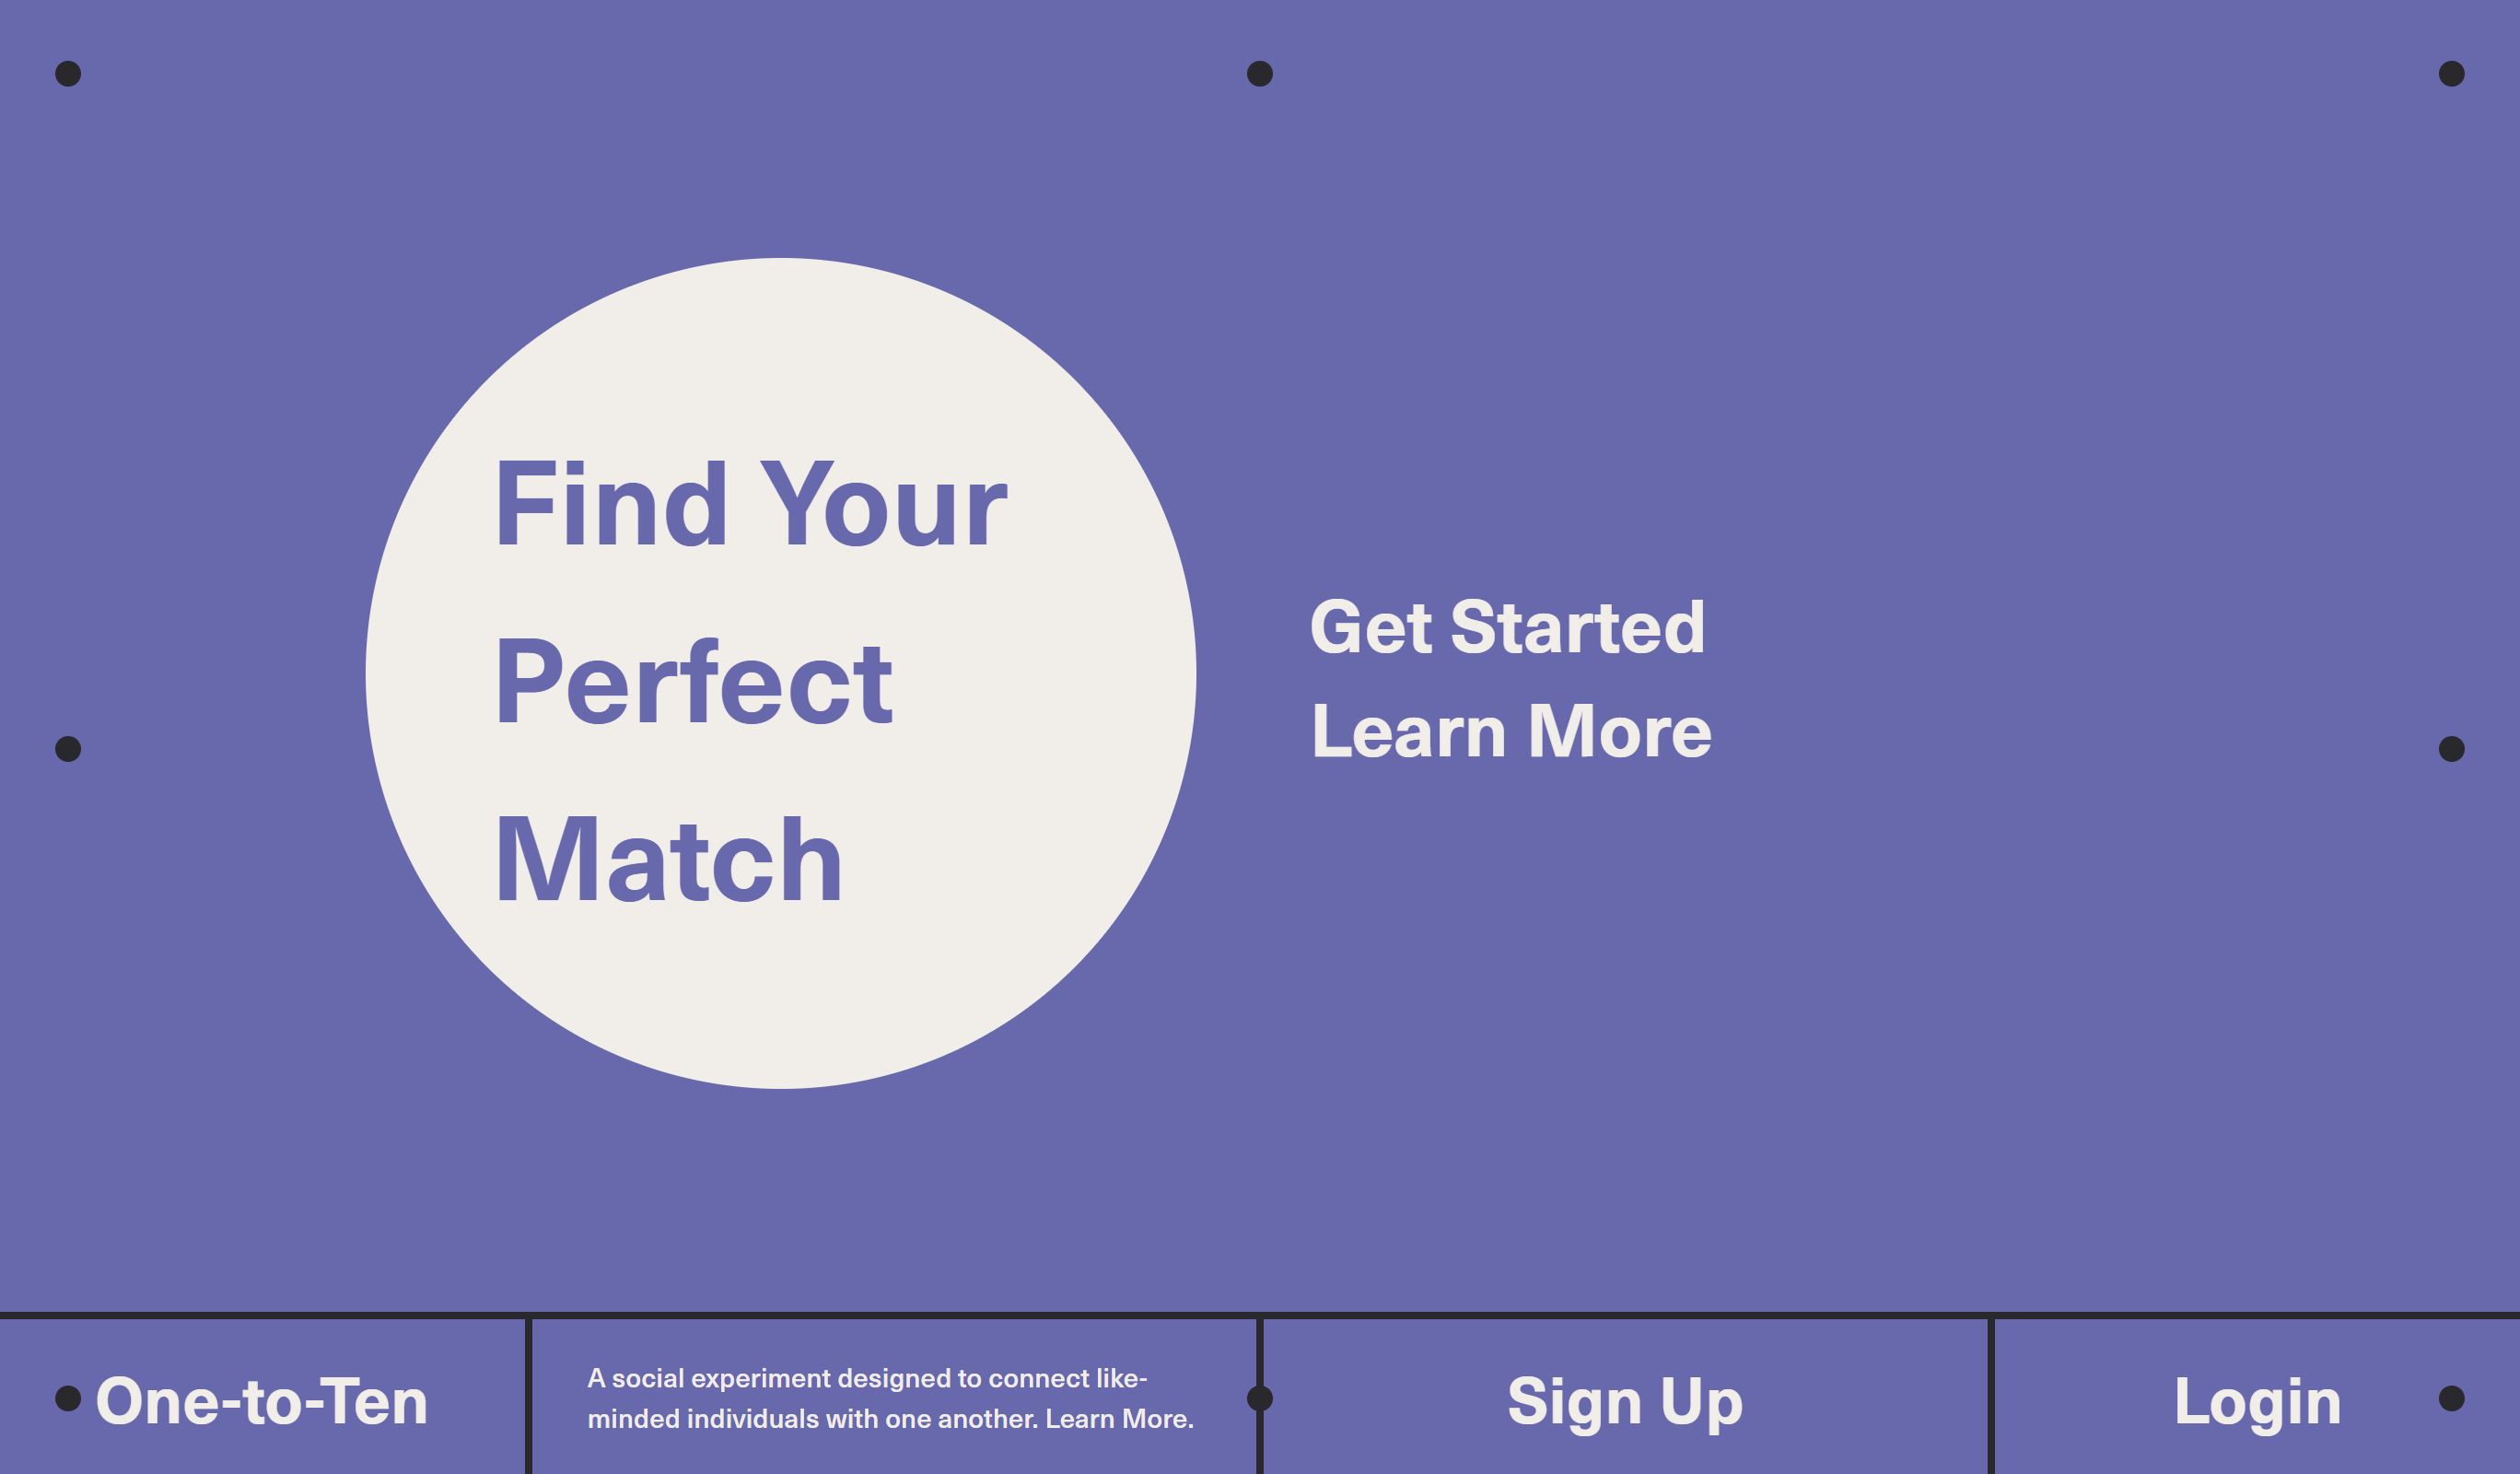 Find Your
Perfect
Match
Get Started
Learn More
One-to-Ten
A social experiment designed to connect like-
minded individuals with one another. Learn More.
Sign Up
Login